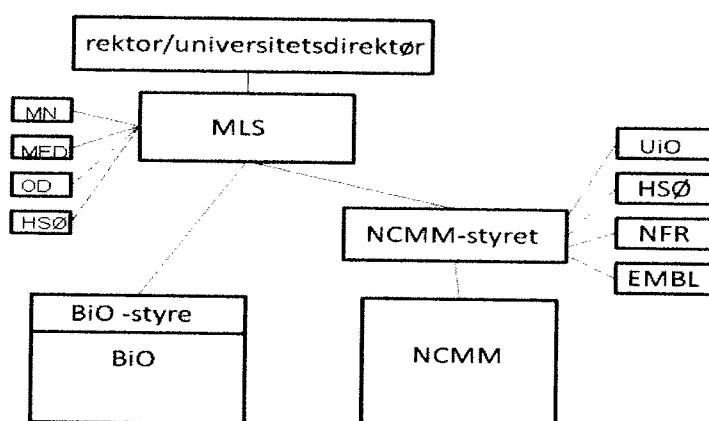 rektor/universitetsdirektør
MLS
MN
MED
OD
HSØ
UiO
HSØ
NFR
EMBL
NCMM-styret
BiO -styre
BiO
NCMM